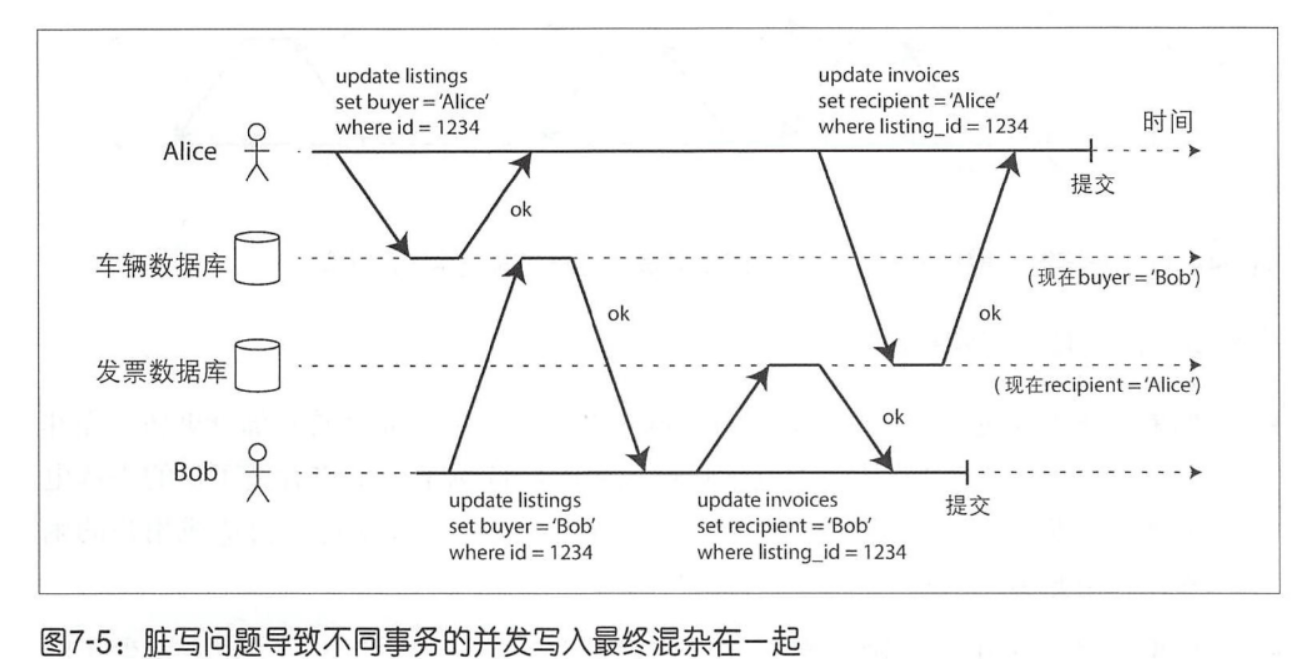 update listings
set buyer = ‘Alice’
where id = 1234
update invoices
set recipient = ‘Alice’
where listing_id = 1234
时间
Alice
提交
ok
车辆数据库
(现在buyer = ‘Bob’)
ok
ok
发票数据库
(现在recipient = ‘Alice’)
ok
Bob
提交
update listings
set buyer = ‘Bob’
where id = 1234
update invoices
set recipient = ‘Bob’
where listing_id = 1234
图7-5：脏写问题导致不同事务的并发写入最终混杂在一起